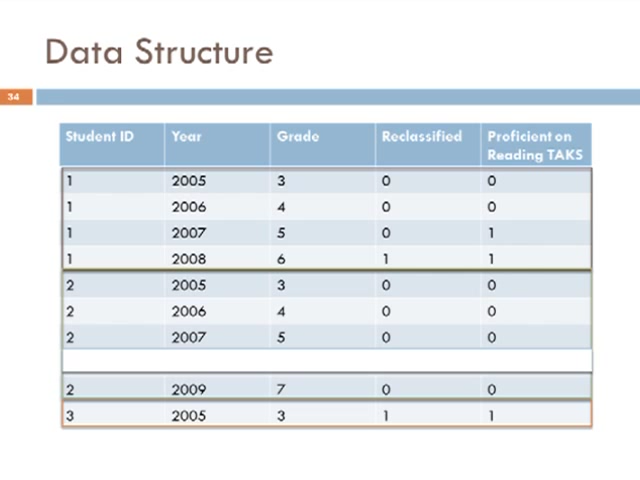 Data Structure
34
Student ID Year Grade Reclassified Proficient on Reading TAKS
1 2005 3 0 0
1 2006 4 0 0
1 2007 5 0 1
1 2008 6 1 1
2 2005 3 0 0
2 2006 4 0 0
2 2007 5 0 0
2 2009 7 0 0
3 2005 3 1 1